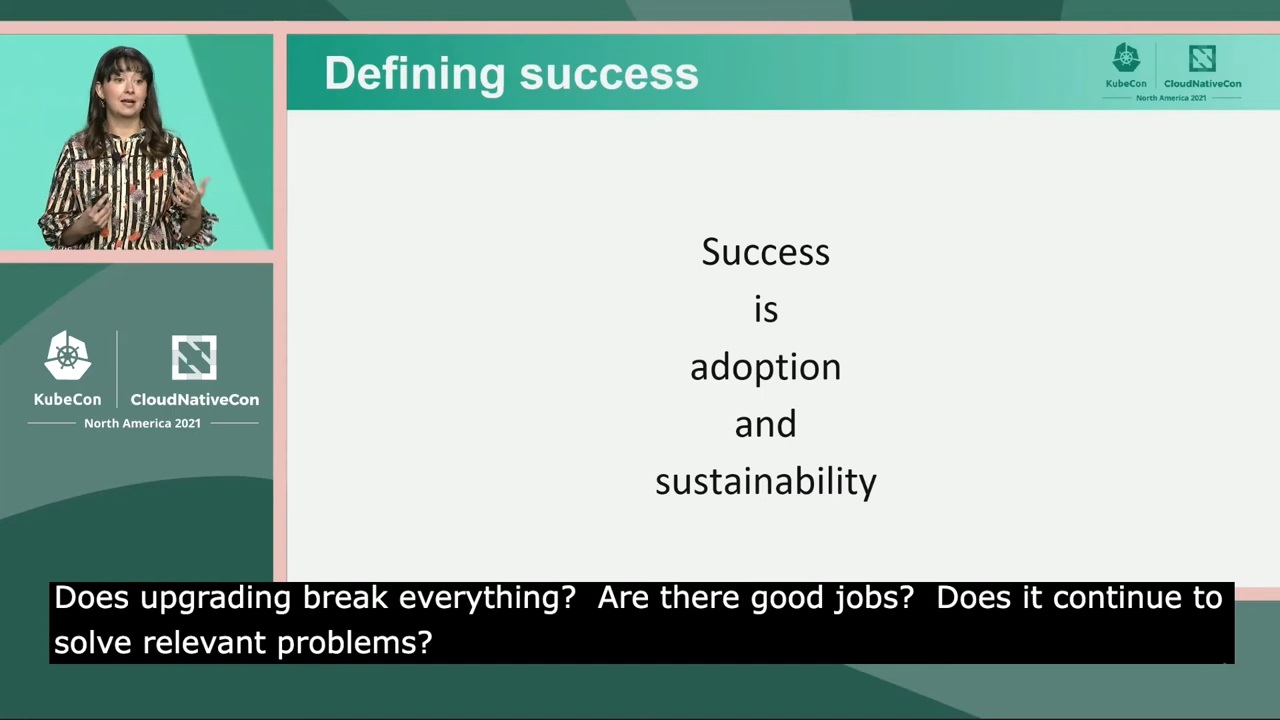 Defining success
KubeCon
CloudNativeCon
North America 2021
Success
is
adoption
and
sustainability
KubeCon
CloudNativeCon
North America 2021
Does upgrading break everything? Are there good jobs? Does it continue to
solve relevant problems?